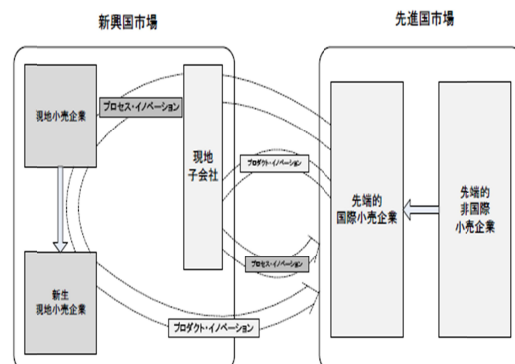 新興国市場
先進国市場
現地小売企業
プロセス・イノベーション
現地
子会社
プロダクト・イノベーション
先端的
国際小売企業
先端的
非国際
小売企業
プロセス・イノベーション
新生
現地小売企業
プロダクト・イノベーション